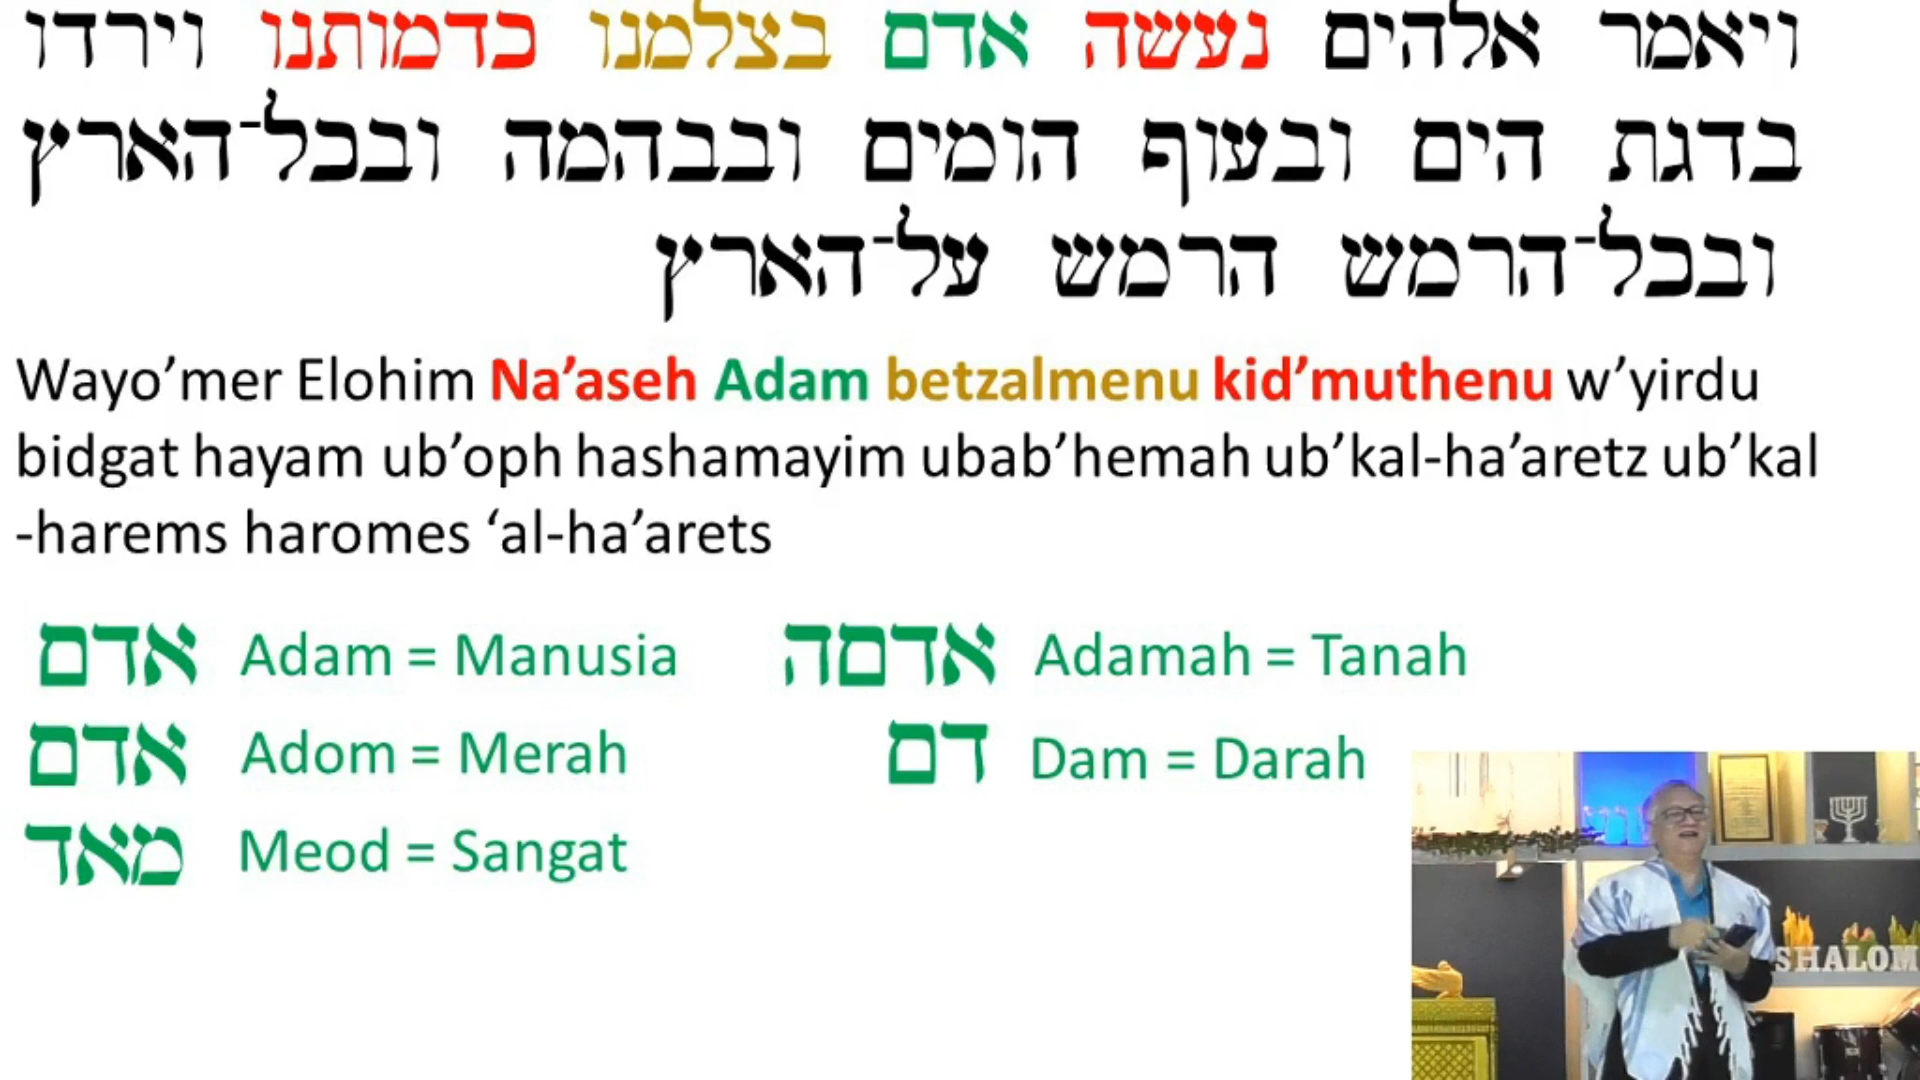 ויאמר אלהים נעשה אדם בצלמנו כדמותנו וירדו
בדגת הים ובעוף הומים ובבהמה ובכל־הארץ
ובכל־הרמש הרמש על־הארץ
Wayo’mer Elohim Na’aseh Adam betzalmenu kid’muthenu w’yirdu
bidgat hayam ub’oph hashamayim ubab’hemah ub’kal-ha’aretz ub’kal
-harems haromes ‘al-ha’arets
אדם Adam = Manusia
אדםה Adamah = Tanah
אדם Adom = Merah
דם Dam = Darah
מאד Meod = Sangat
SHALOM